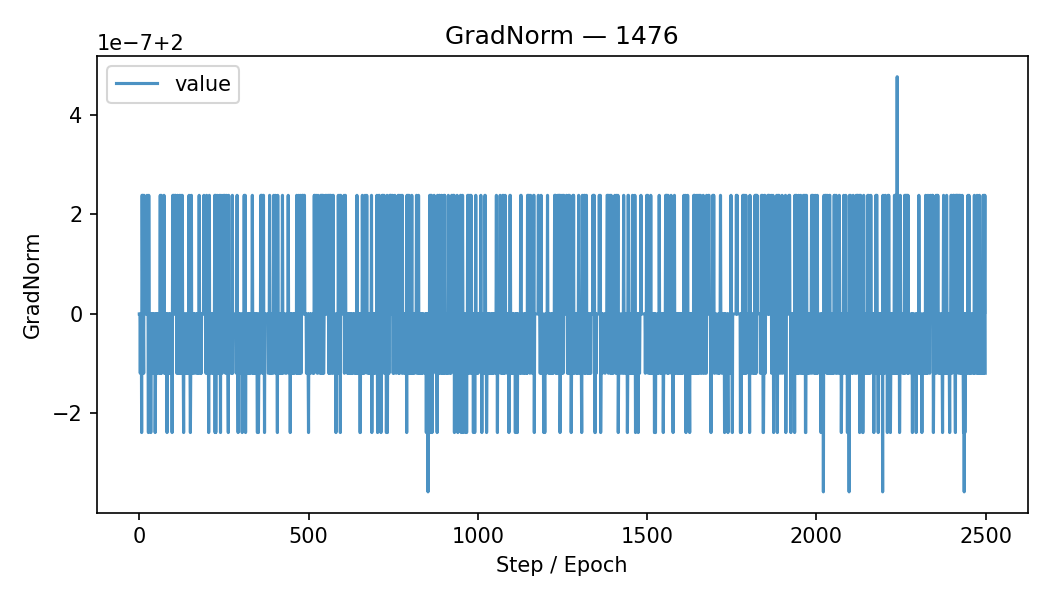 GradNorm — 1476
1e−7+2
value
4
2
0
−2
GradNorm
0
500
1000
1500
2000
2500
Step / Epoch